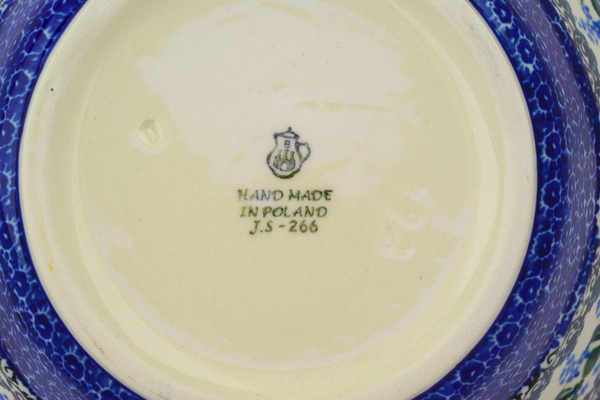 HAND MADE
IN POLAND
J.S - 266